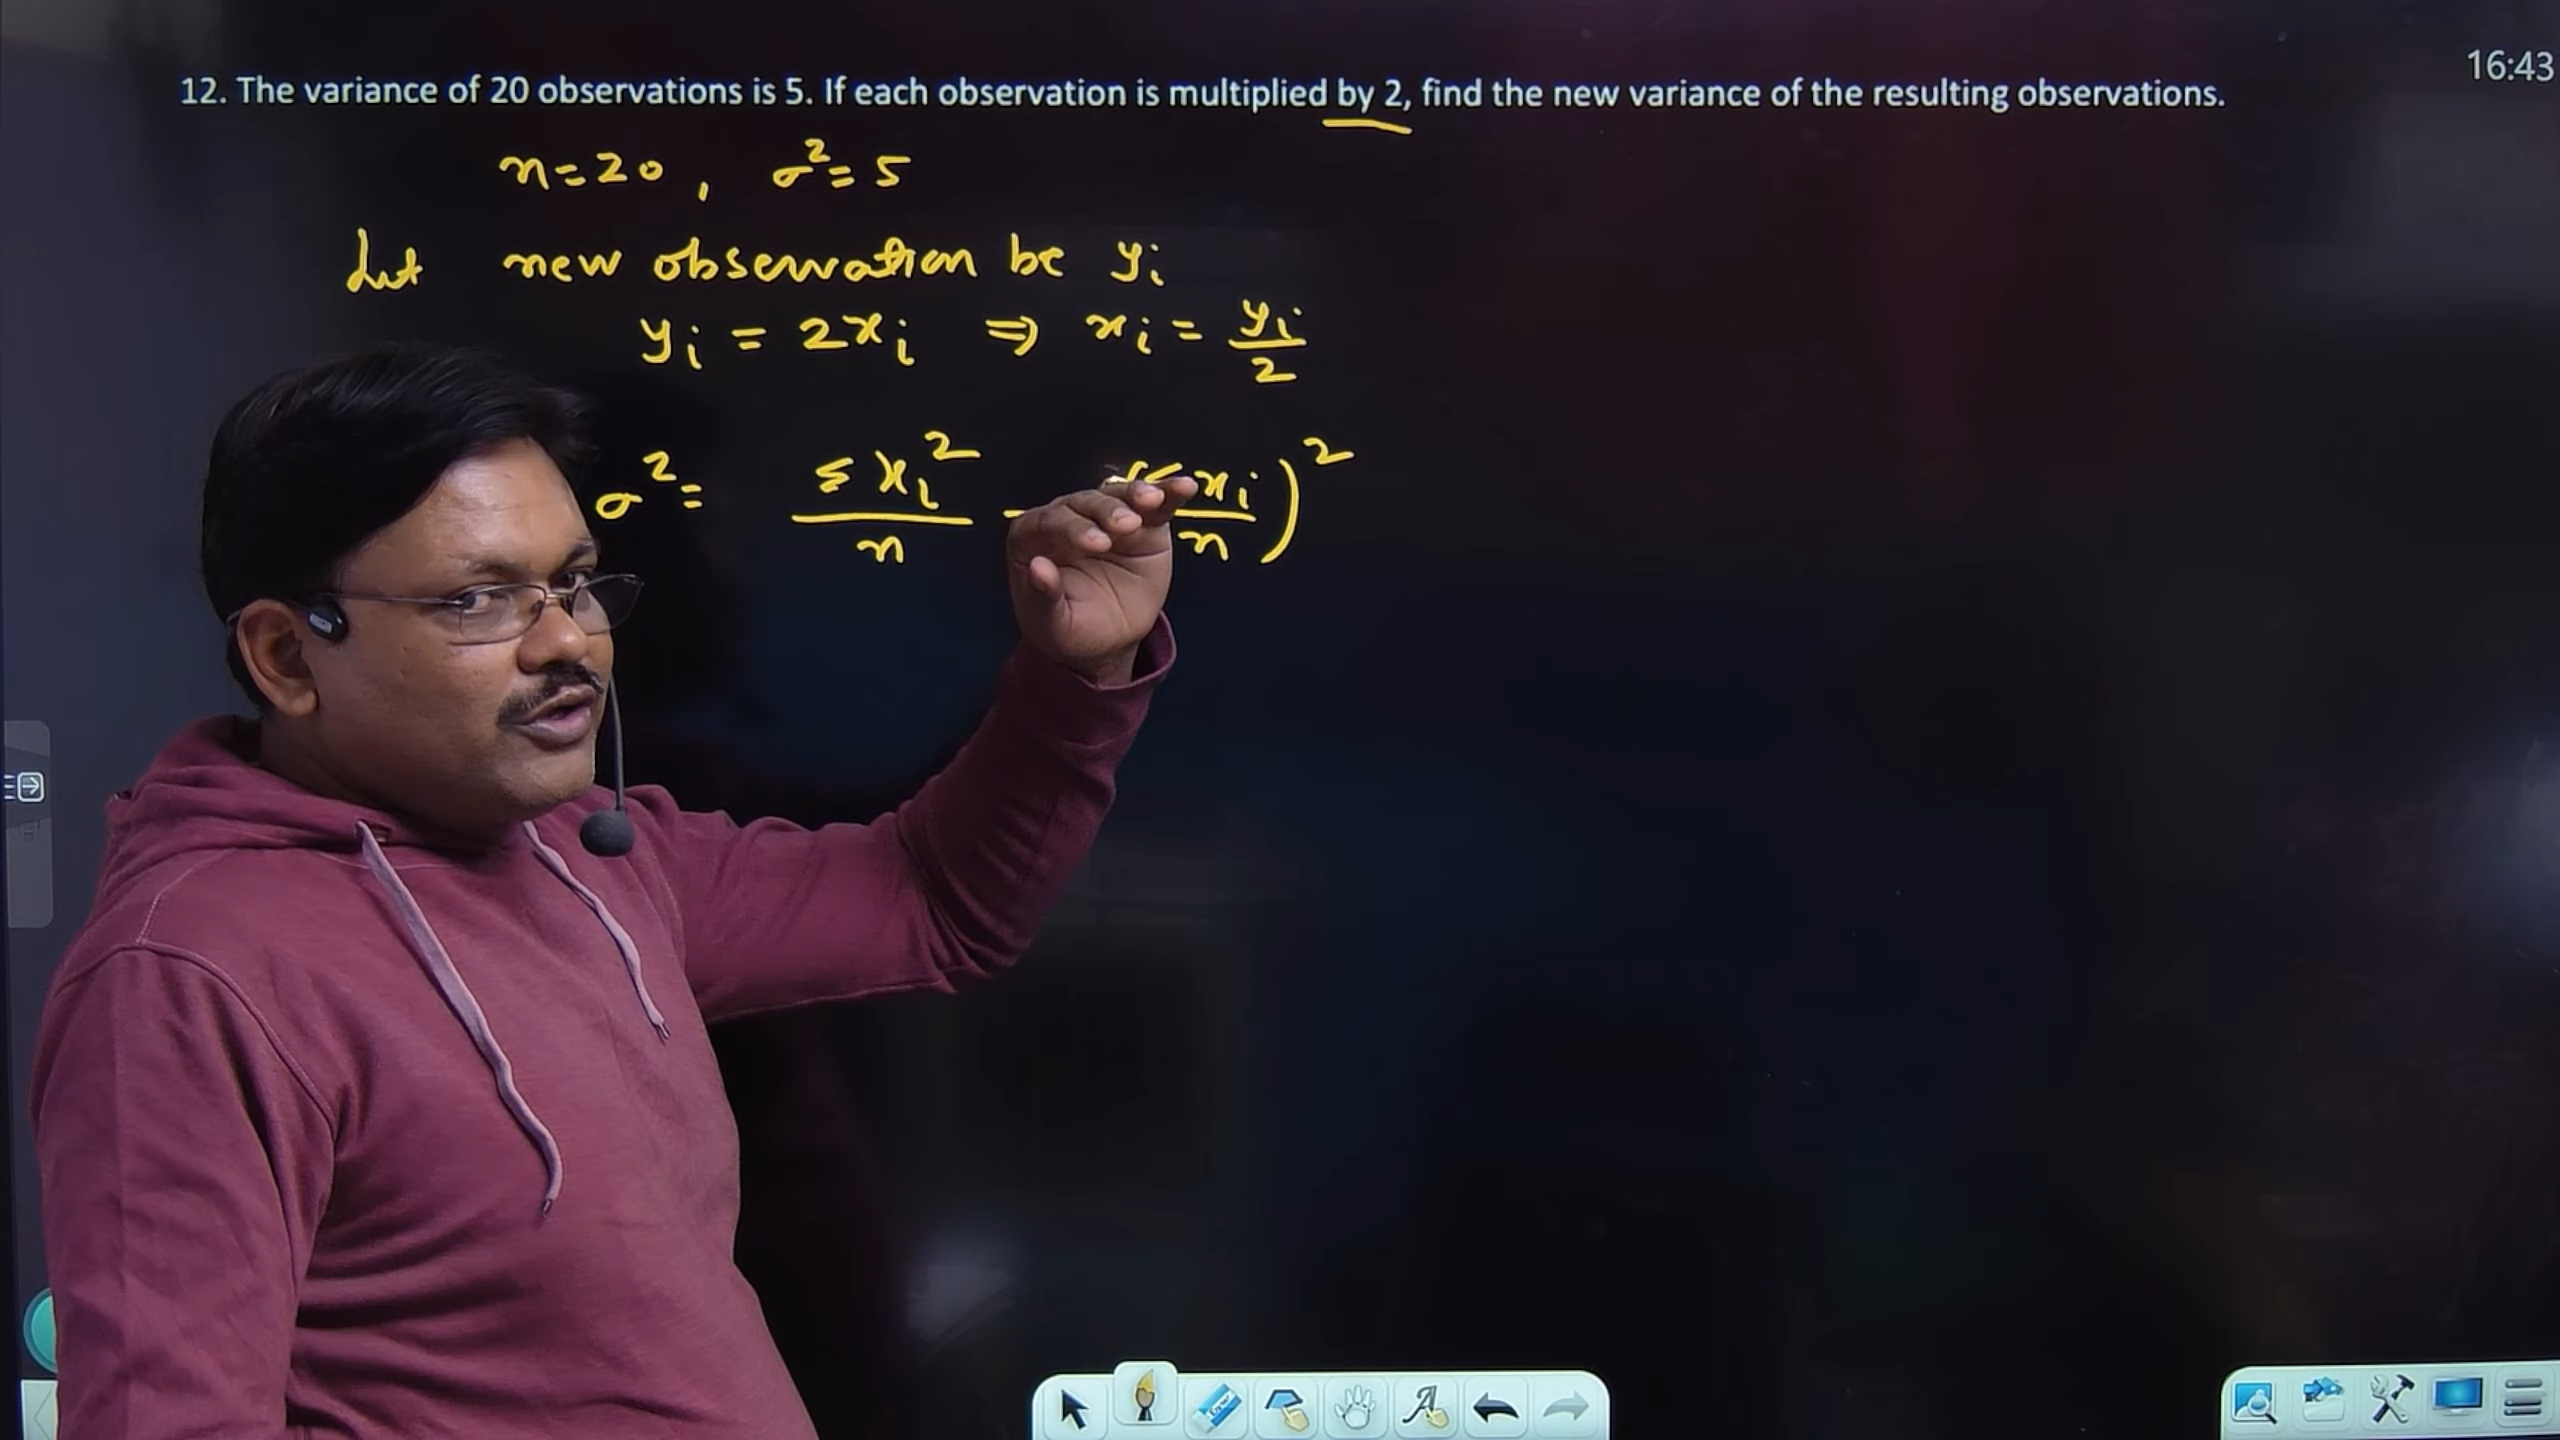 16:43
12. The variance of 20 observations is 5. If each observation is multiplied by 2, find the new variance of the resulting observations.
n=20, σ²=5
Let new observation be yᵢ
yᵢ = 2xᵢ ⇒ xᵢ = yᵢ/2
σ² = Σxᵢ²/n - (Σxᵢ/n)²